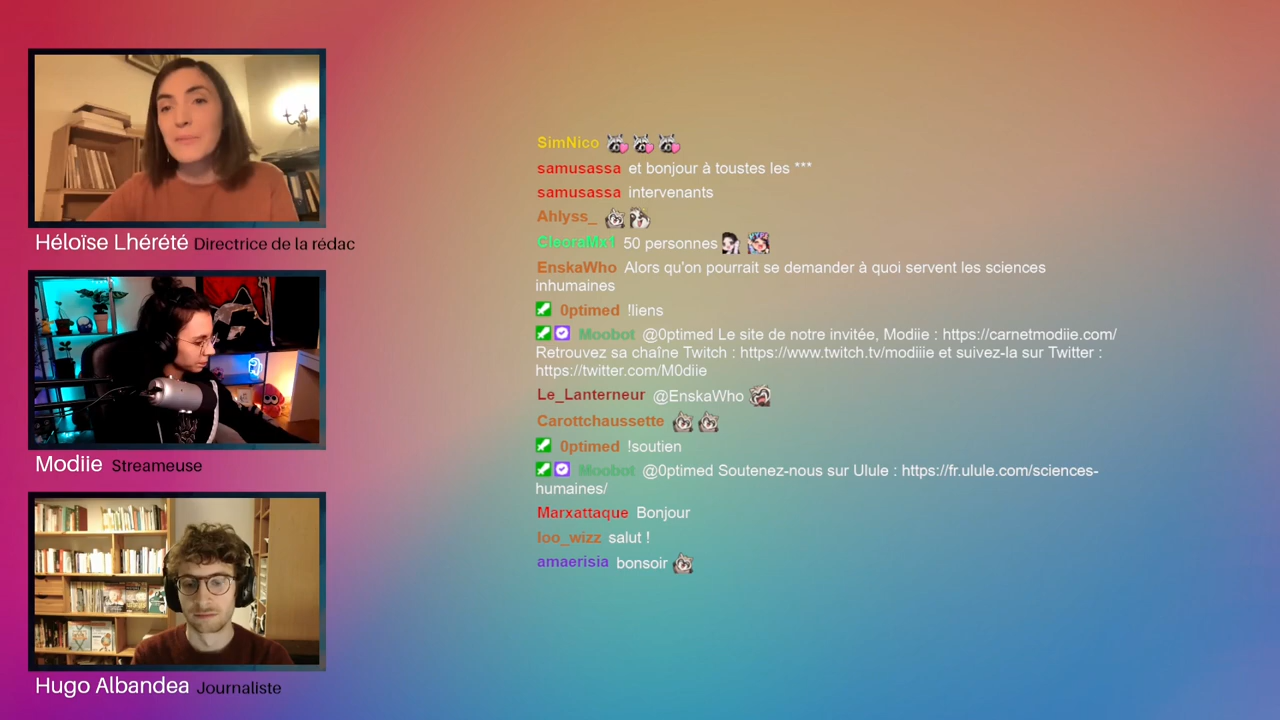 Héloïse Lhérété Directrice de la rédac
Modiie Streameuse
Hugo Albandea Journaliste
SimNico
samusassa et bonjour à toustes les ***
samusassa intervenants
Ahlyss_
CleoraMx1 50 personnes
EnskaWho Alors qu'on pourrait se demander à quoi servent les sciences
inhumaines
0ptimed !liens
Moobot @0ptimed Le site de notre invitée, Modiie : https://carnetmodiie.com/
Retrouvez sa chaîne Twitch : https://www.twitch.tv/modiiie et suivez-la sur Twitter :
https://twitter.com/M0diie
Le_Lanterneur @EnskaWho
Carottchaussette
0ptimed !soutien
Moobot @0ptimed Soutenez-nous sur Ulule : https://fr.ulule.com/sciences-
humaines/
Marxattaque Bonjour
loo_wizz salut !
amaerisia bonsoir